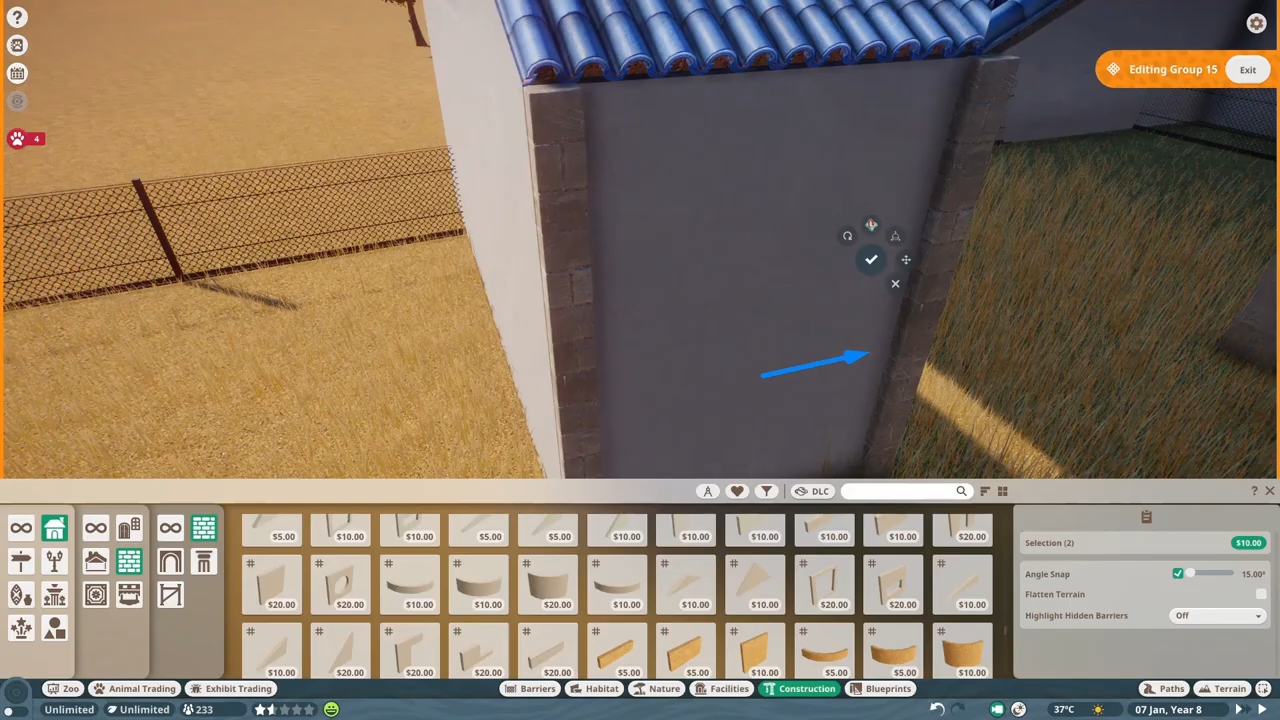 ?
4
Editing Group 15
Exit
DLC
? 
$5.00 $10.00 $10.00 $5.00 $5.00 $10.00 $10.00 $10.00 $10.00 $10.00 $20.00
$20.00 $20.00 $10.00 $10.00 $20.00 $10.00 $10.00 $10.00 $20.00 $20.00 $10.00
$10.00 $20.00 $20.00 $20.00 $20.00 $5.00 $5.00 $10.00 $5.00 $5.00 $10.00
Selection (2) $10.00
Angle Snap 15.00°
Flatten Terrain
Highlight Hidden Barriers Off
Zoo Animal Trading Exhibit Trading Barriers Habitat Nature Facilities Construction Blueprints Paths Terrain
Unlimited Unlimited 233 37°C 07 Jan, Year 8